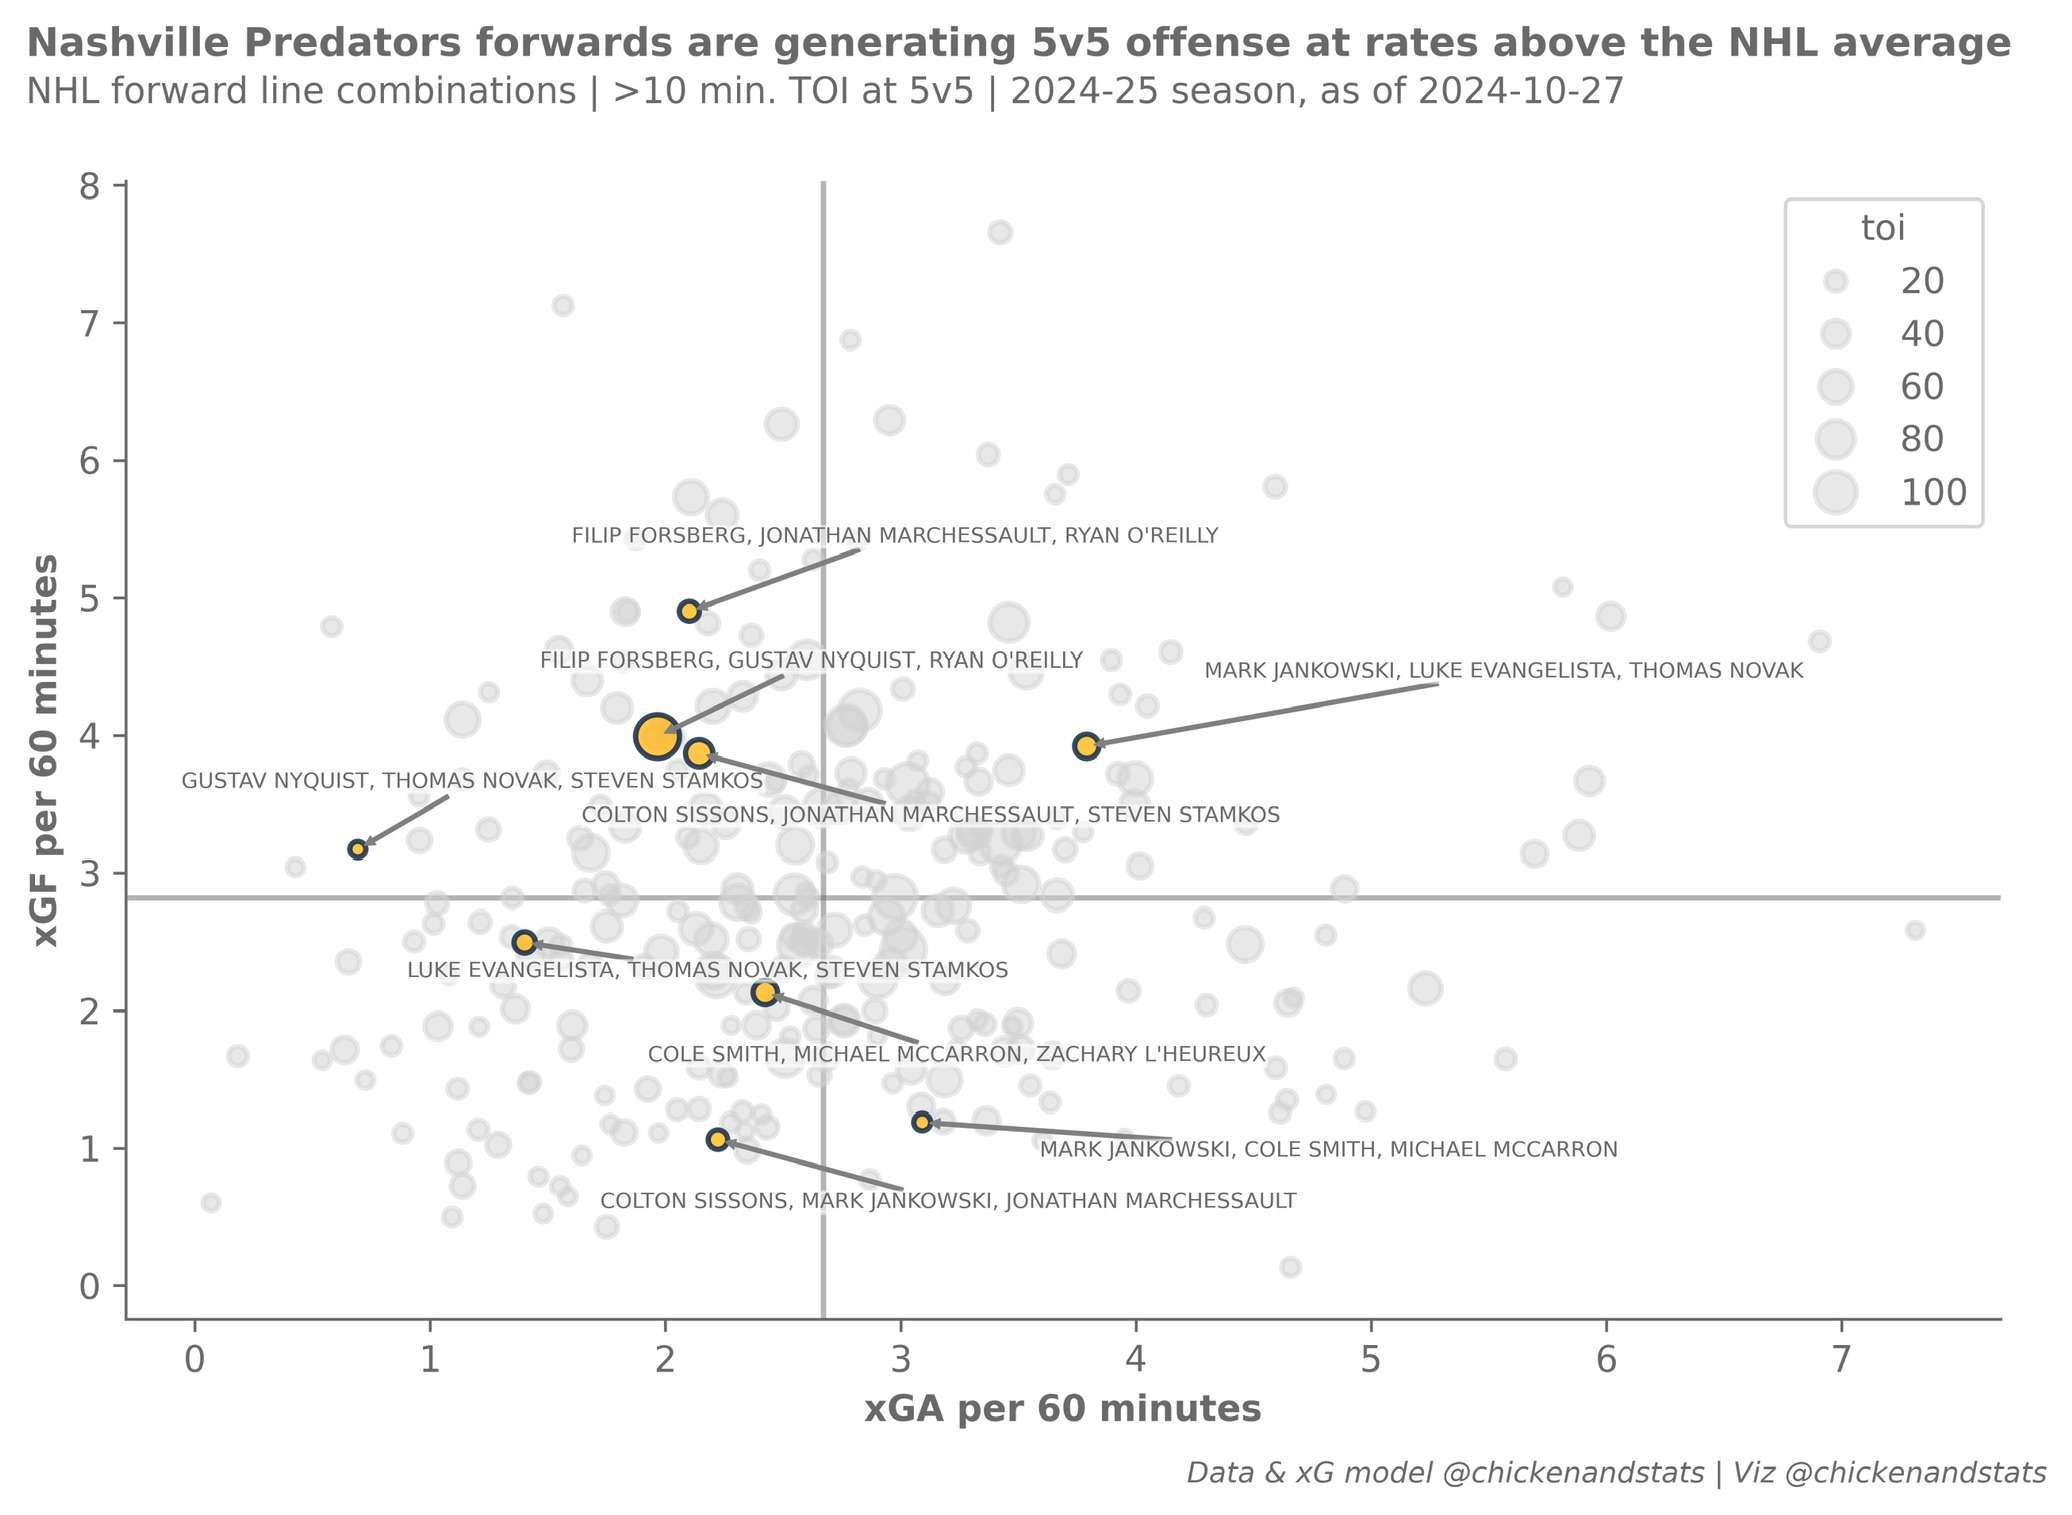 Nashville Predators forwards are generating 5v5 offense at rates above the NHL average
NHL forward line combinations | >10 min. TOI at 5v5 | 2024-25 season, as of 2024-10-27
8
7
6
5
4
3
2
1
0
xGF per 60 minutes
toi
20
40
60
80
100
FILIP FORSBERG, JONATHAN MARCHESSAULT, RYAN O'REILLY
FILIP FORSBERG, GUSTAV NYQUIST, RYAN O'REILLY
MARK JANKOWSKI, LUKE EVANGELISTA, THOMAS NOVAK
GUSTAV NYQUIST, THOMAS NOVAK, STEVEN STAMKOS
COLTON SISSONS, JONATHAN MARCHESSAULT, STEVEN STAMKOS
LUKE EVANGELISTA, THOMAS NOVAK, STEVEN STAMKOS
COLE SMITH, MICHAEL MCCARRON, ZACHARY L'HEUREUX
MARK JANKOWSKI, COLE SMITH, MICHAEL MCCARRON
COLTON SISSONS, MARK JANKOWSKI, JONATHAN MARCHESSAULT
0 1 2 3 4 5 6 7
xGA per 60 minutes
Data & xG model @chickenandstats | Viz @chickenandstats